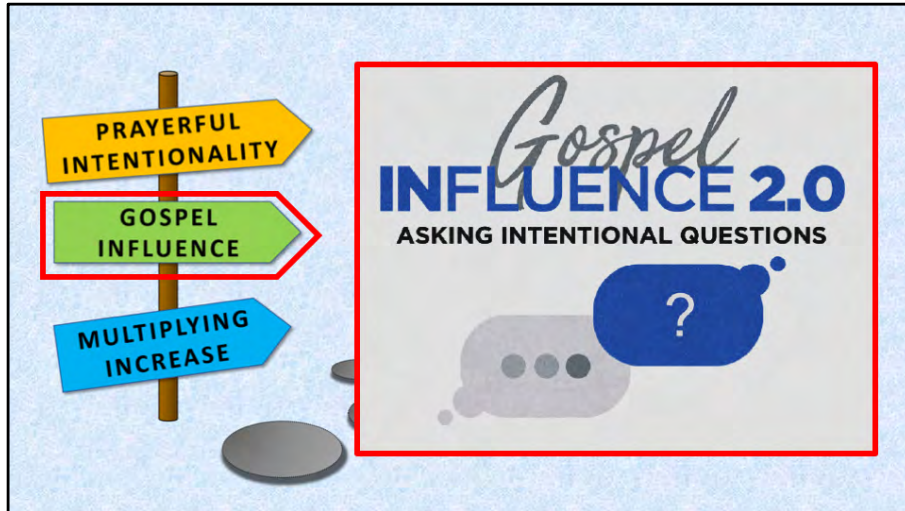 PRAYERFUL
INTENTIONALITY
GOSPEL
INFLUENCE
MULTIPLYING
INCREASE
Gospel
INFLUENCE 2.0
ASKING INTENTIONAL QUESTIONS
?